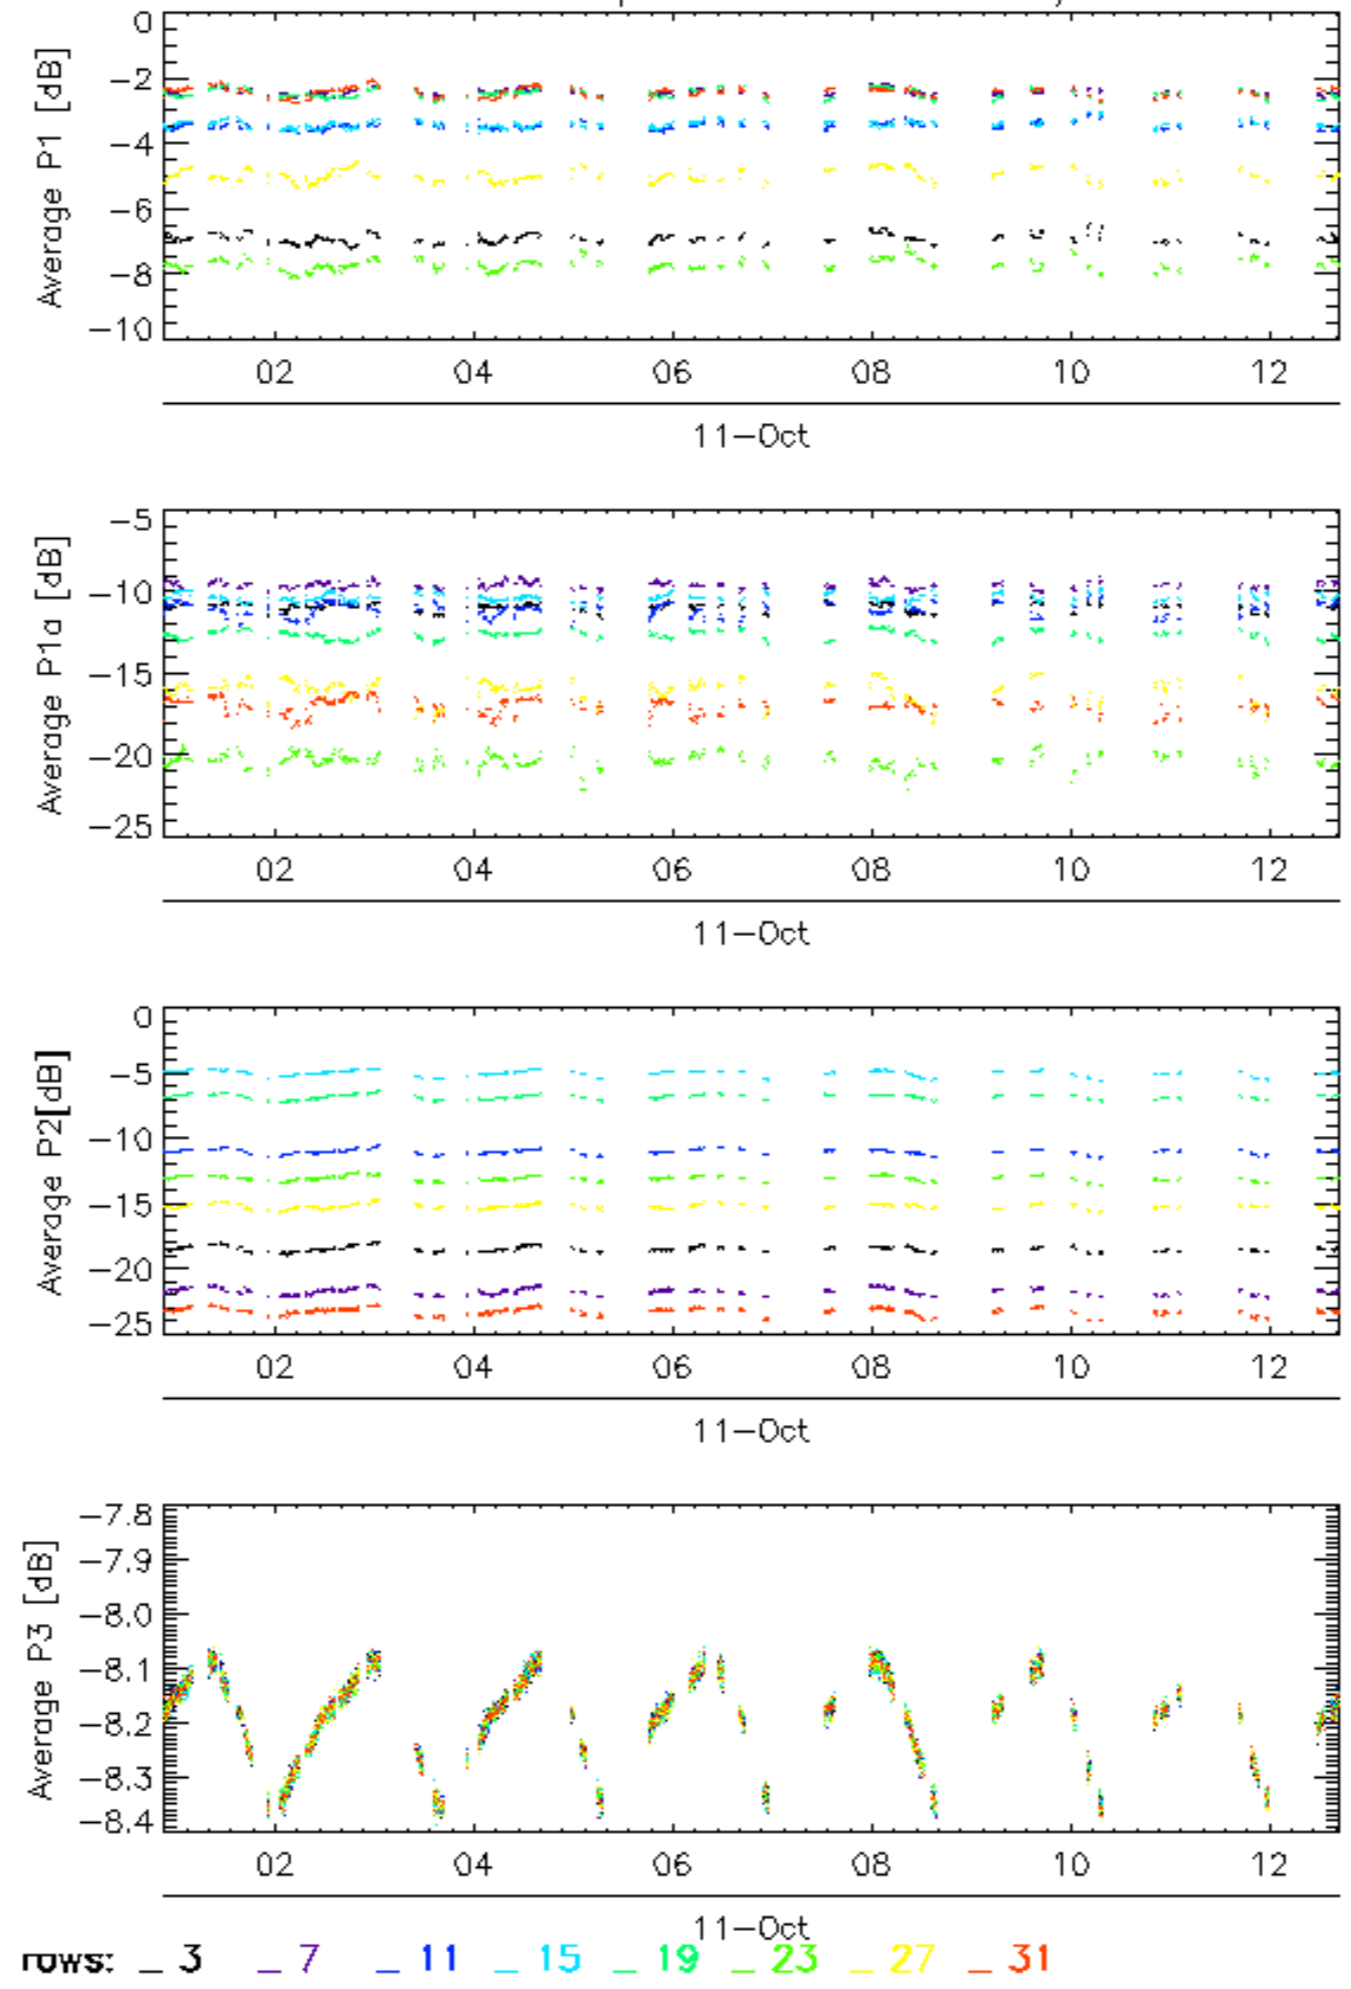 Average P1 [dB]
0
−2
−4
−6
−8
−10
02 04 06 08 10 12
11−Oct
Average P1a [dB]
−5
−10
−15
−20
−25
02 04 06 08 10 12
11−Oct
Average P2[dB]
0
−5
−10
−15
−20
−25
02 04 06 08 10 12
11−Oct
Average P3 [dB]
−7.8
−7.9
−8.0
−8.1
−8.2
−8.3
−8.4
02 04 06 08 10 12
11−Oct
rows: _ 3 _ 7 _ 11 _ 15 _ 19 _ 23 _ 27 _ 31